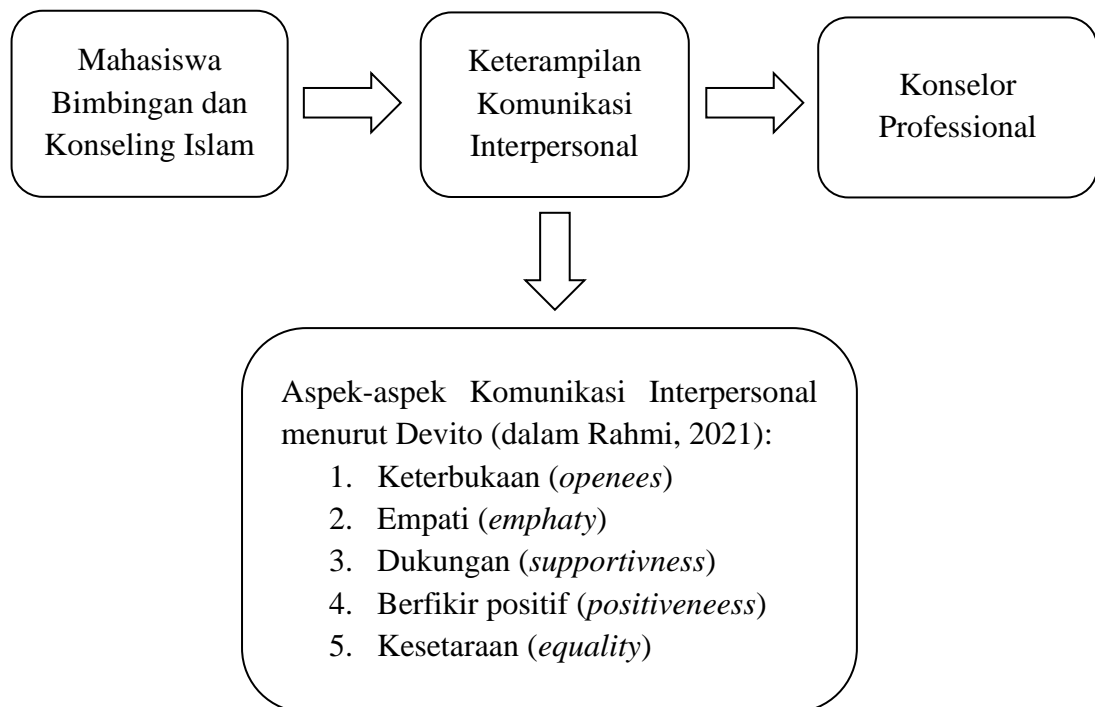 Mahasiswa
Bimbingan dan
Konseling Islam
Keterampilan
Komunikasi
Interpersonal
Konselor
Professional
Aspek-aspek Komunikasi Interpersonal
menurut Devito (dalam Rahmi, 2021):
1. Keterbukaan (openees)
2. Empati (emphaty)
3. Dukungan (supportivness)
4. Berfikir positif (positiveneess)
5. Kesetaraan (equality)